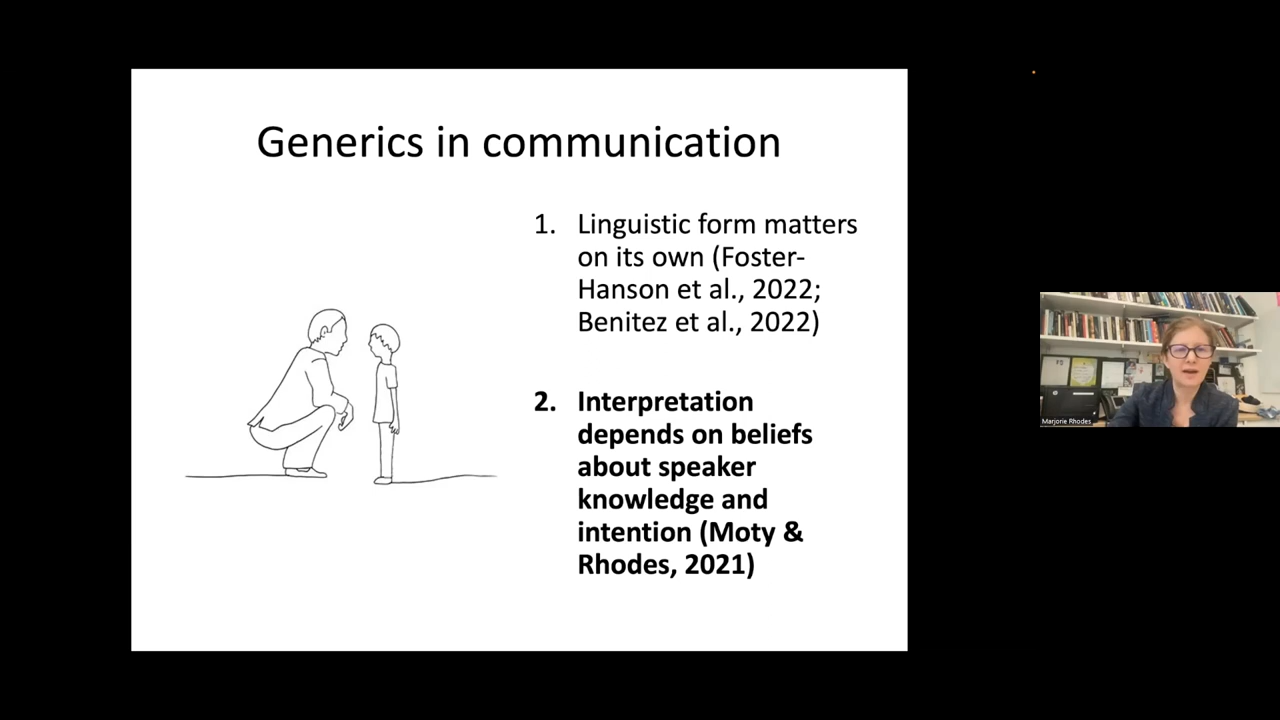 Generics in communication
1. Linguistic form matters
on its own (Foster-
Hanson et al., 2022;
Benitez et al., 2022)
2. Interpretation
depends on beliefs
about speaker
knowledge and
intention (Moty &
Rhodes, 2021)
Marjorie Rhodes